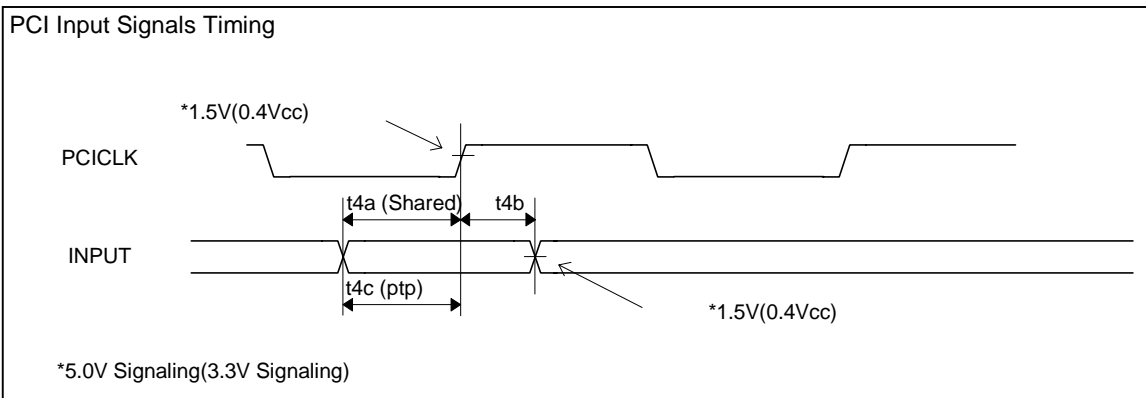 PCI Input Signals Timing
*1.5V(0.4Vcc)
PCICLK
t4a (Shared)
t4b
INPUT
t4c (ptp)
*1.5V(0.4Vcc)
*5.0V Signaling(3.3V Signaling)